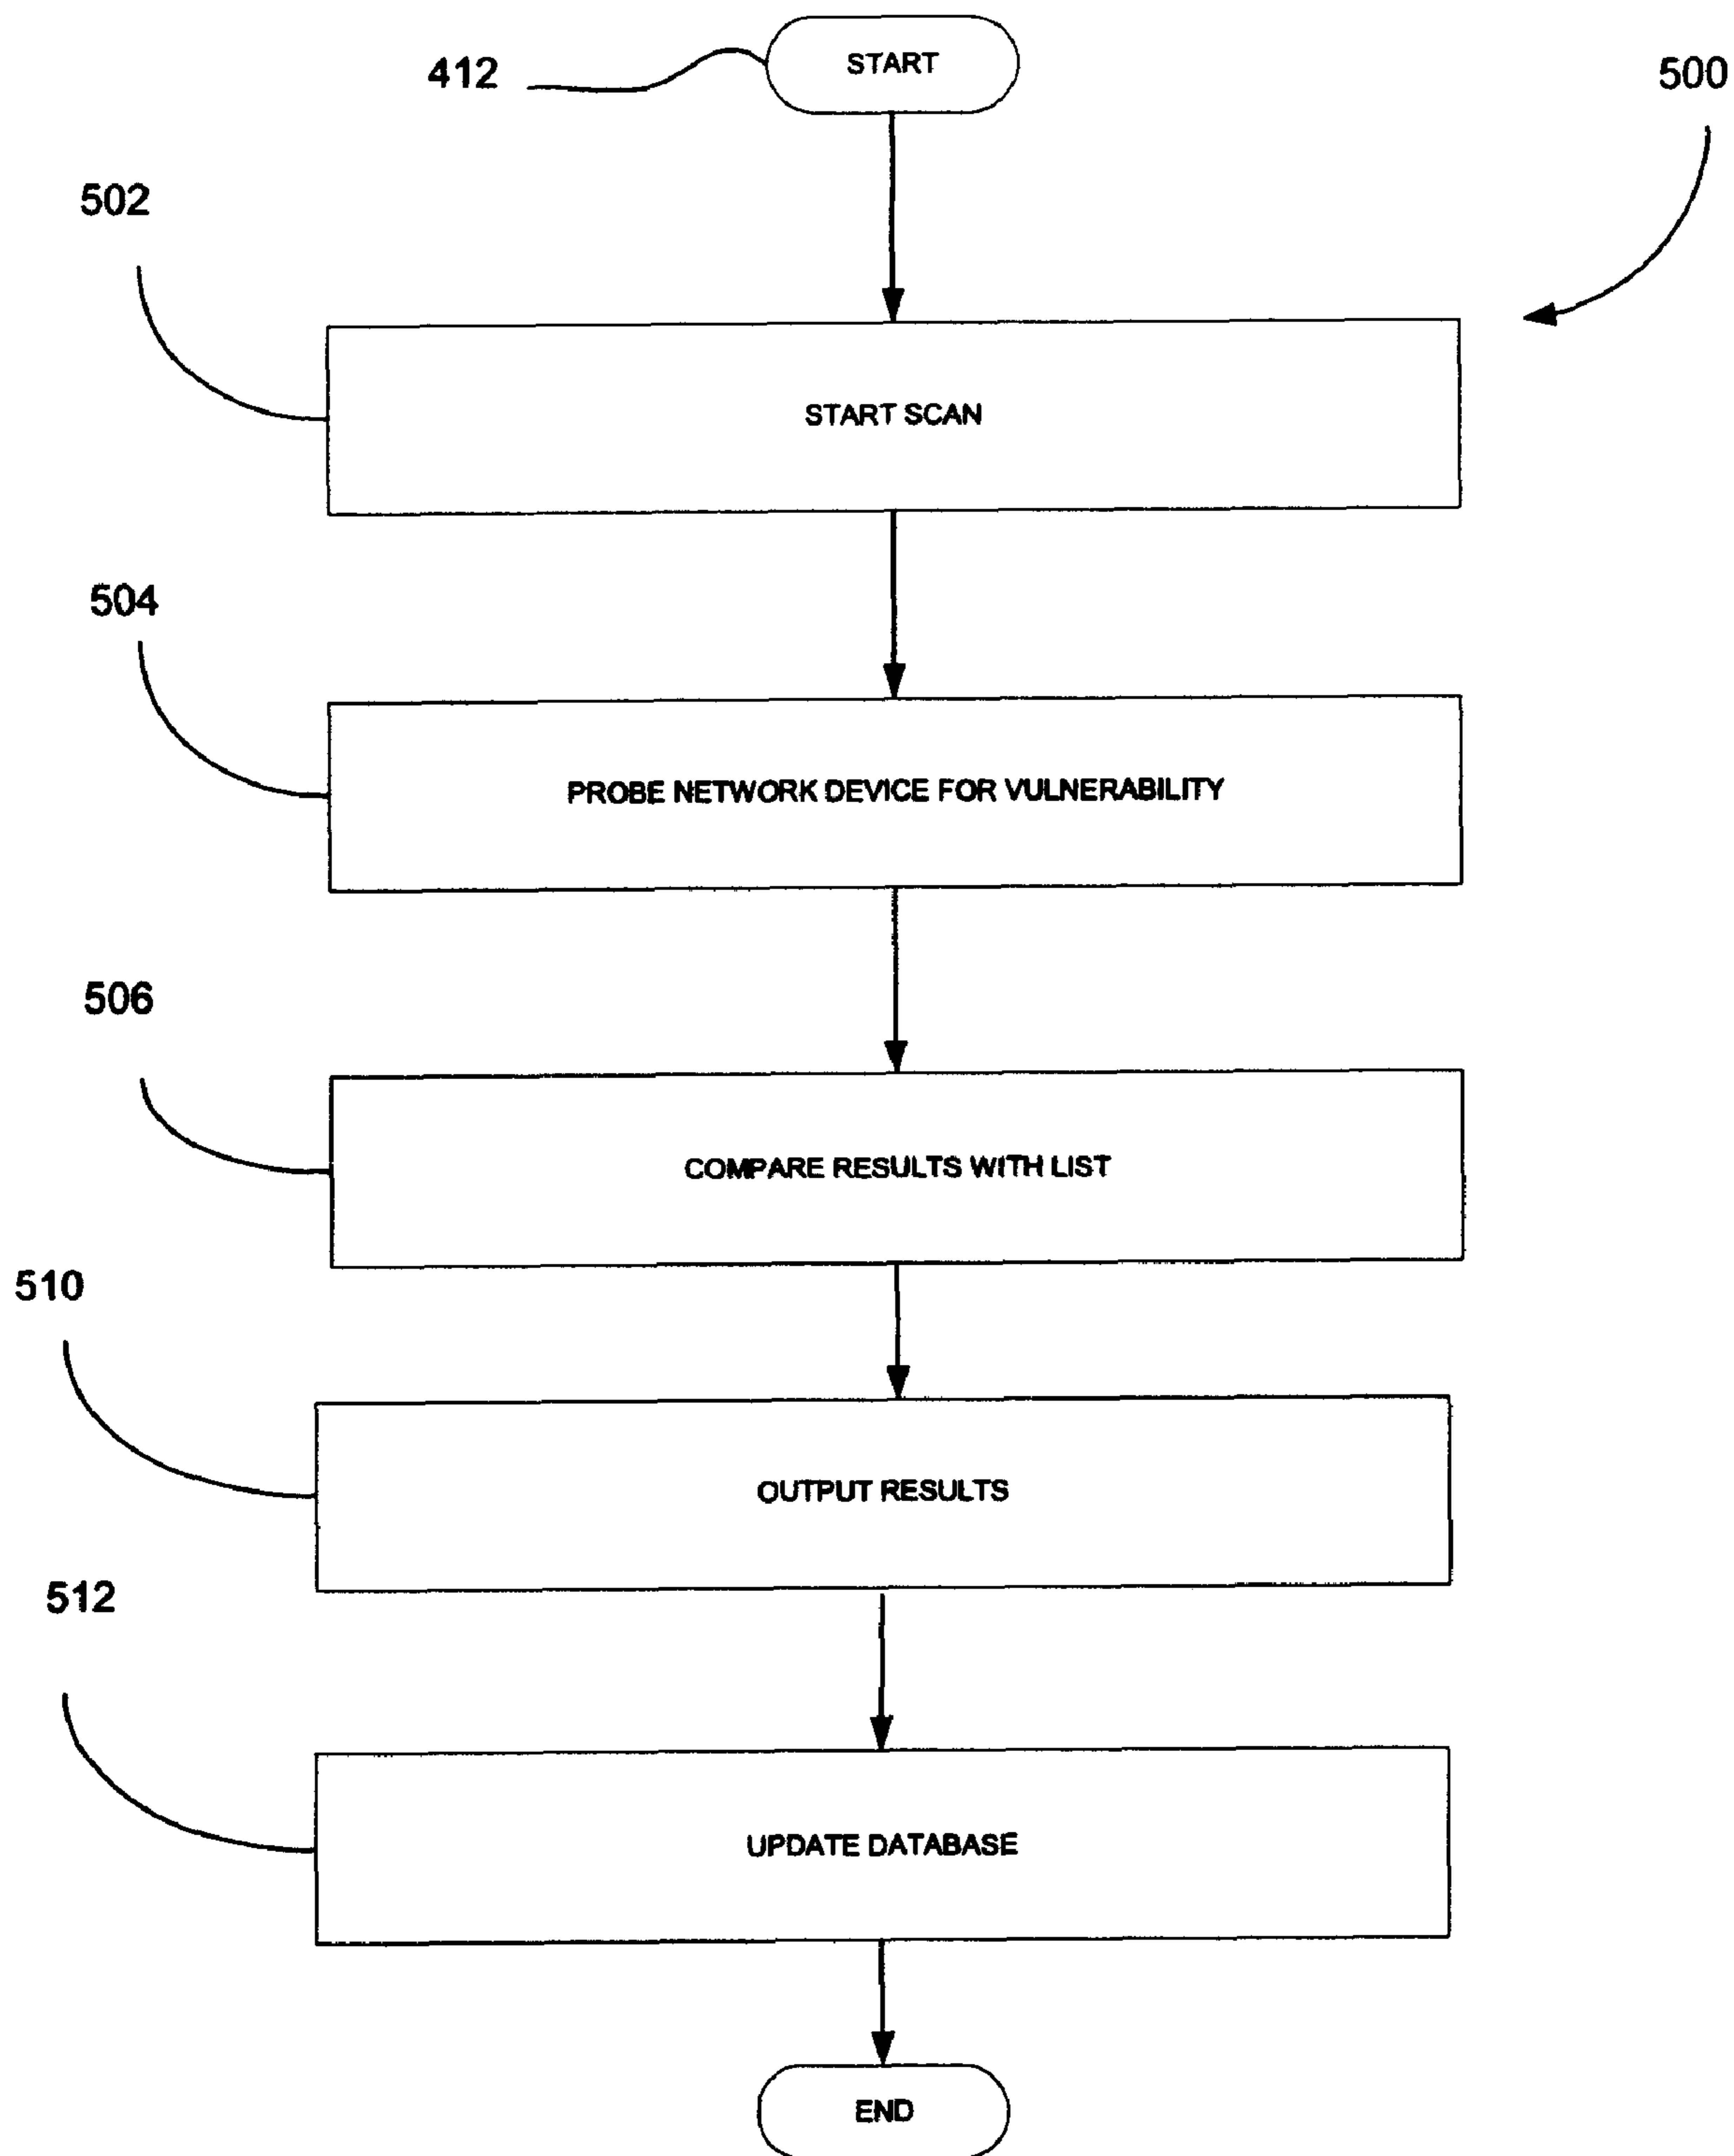 412
START
500
502
START SCAN
504
PROBE NETWORK DEVICE FOR VULNERABILITY
506
COMPARE RESULTS WITH LIST
510
OUTPUT RESULTS
512
UPDATE DATABASE
END